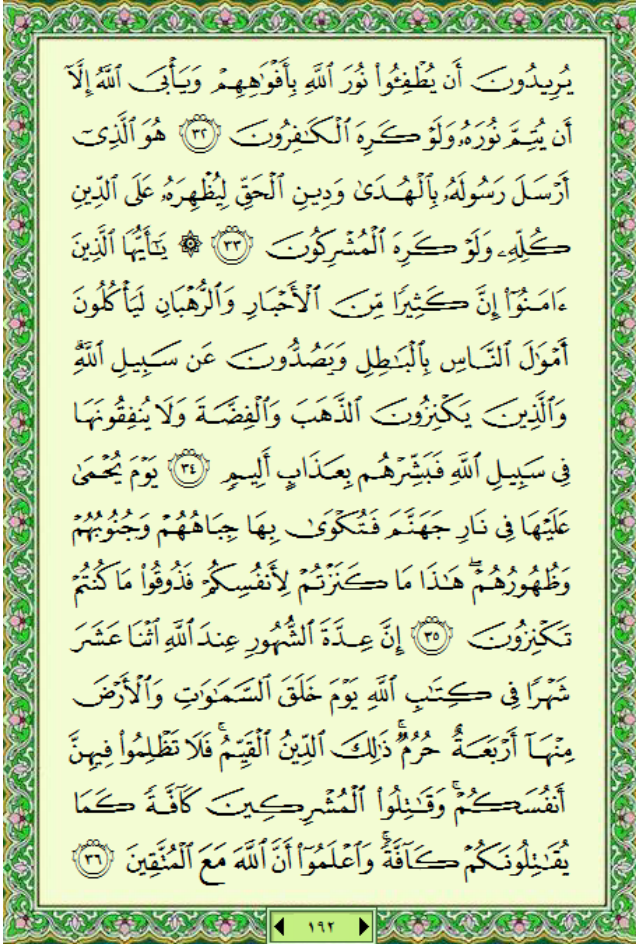 يُرِيدُونَ أَن يُطْفِـُٔوا۟ نُورَ ٱللَّهِ بِأَفْوَٰهِهِمْ وَيَأْبَى ٱللَّهُ إِلَّآ
أَن يُتِمَّ نُورَهُۥ وَلَوْ كَرِهَ ٱلْكَـٰفِرُونَ ﴿٣٢﴾ هُوَ ٱلَّذِىٓ
أَرْسَلَ رَسُولَهُۥ بِٱلْهُدَىٰ وَدِينِ ٱلْحَقِّ لِيُظْهِرَهُۥ عَلَى ٱلدِّينِ
كُلِّهِۦ وَلَوْ كَرِهَ ٱلْمُشْرِكُونَ ﴿٣٣﴾ ۞ يَـٰٓأَيُّهَا ٱلَّذِينَ
ءَامَنُوٓا۟ إِنَّ كَثِيرًا مِّنَ ٱلْأَحْبَارِ وَٱلرُّهْبَانِ لَيَأْكُلُونَ
أَمْوَٰلَ ٱلنَّاسِ بِٱلْبَـٰطِلِ وَيَصُدُّونَ عَن سَبِيلِ ٱللَّهِ ۗ
وَٱلَّذِينَ يَكْنِزُونَ ٱلذَّهَبَ وَٱلْفِضَّةَ وَلَا يُنفِقُونَهَا
فِى سَبِيلِ ٱللَّهِ فَبَشِّرْهُم بِعَذَابٍ أَلِيمٍ ﴿٣٤﴾ يَوْمَ يُحْمَىٰ
عَلَيْهَا فِى نَارِ جَهَنَّمَ فَتُكْوَىٰ بِهَا جِبَاهُهُمْ وَجُنُوبُهُمْ
وَظُهُورُهُمْ ۖ هَـٰذَا مَا كَنَزْتُمْ لِأَنفُسِكُمْ فَذُوقُوا۟ مَا كُنتُمْ
تَكْنِزُونَ ﴿٣٥﴾ إِنَّ عِدَّةَ ٱلشُّهُورِ عِندَ ٱللَّهِ ٱثْنَا عَشَرَ
شَهْرًا فِى كِتَـٰبِ ٱللَّهِ يَوْمَ خَلَقَ ٱلسَّمَـٰوَٰتِ وَٱلْأَرْضَ
مِنْهَآ أَرْبَعَةٌ حُرُمٌ ۚ ذَٰلِكَ ٱلدِّينُ ٱلْقَيِّمُ ۚ فَلَا تَظْلِمُوا۟ فِيهِنَّ
أَنفُسَكُمْ ۚ وَقَـٰتِلُوا۟ ٱلْمُشْرِكِينَ كَآفَّةً كَمَا
يُقَـٰتِلُونَكُمْ كَآفَّةً ۚ وَٱعْلَمُوٓا۟ أَنَّ ٱللَّهَ مَعَ ٱلْمُتَّقِينَ ﴿٣٦﴾
١٩٢